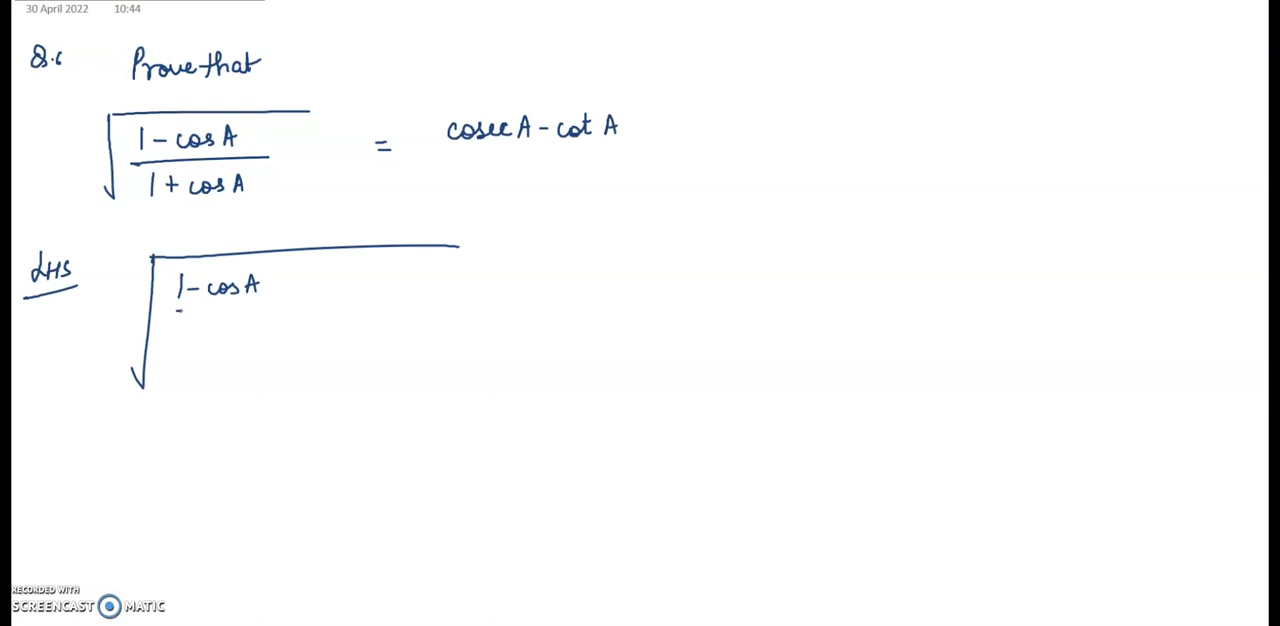 30 April 2022 10:44
Q.6 Prove that
√((1 - cos A)/(1 + cos A)) = cosec A - cot A
LHS √(1 - cos A
RECORDED WITH
SCREENCAST MATIC